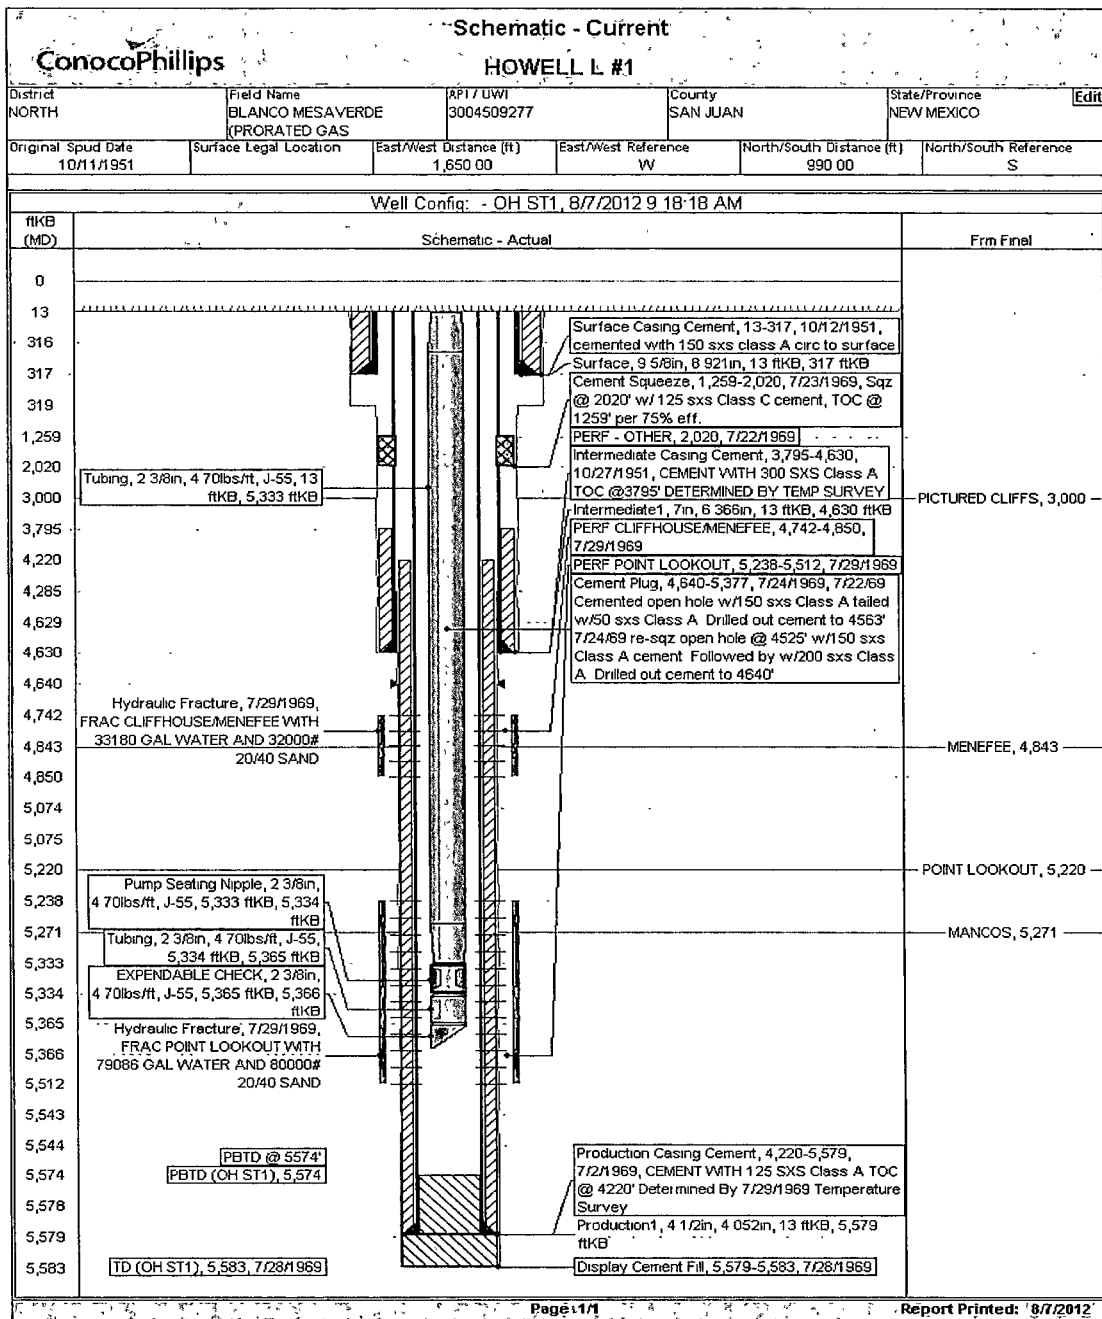 Schematic - Current
ConocoPhillips
HOWELL L #1
District
NORTH
Field Name
BLANCO MESAVERDE
(PRORATED GAS
API / UWI
3004509277
County
SAN JUAN
State/Province
NEW MEXICO
Edit
Original Spud Date
10/11/1951
Surface Legal Location
East/West Distance (ft)
1,650 00
East/West Reference
W
North/South Distance (ft)
990 00
North/South Reference
S
Well Config: - OH ST1, 8/7/2012 9 18·18 AM
ftKB
(MD)
Schematic - Actual
Frm Final
0
13
316
317
319
1,259
2,020
3,000
3,795
4,220
4,285
4,629
4,630
4,640
4,742
4,843
4,850
5,074
5,075
5,220
5,238
5,271
5,333
5,334
5,365
5,366
5,512
5,543
5,544
5,574
5,578
5,579
5,583
Tubing, 2 3/8in, 4 70lbs/ft, J-55, 13
ftKB, 5,333 ftKB
Hydraulic Fracture, 7/29/1969,
FRAC CLIFFHOUSE/MENEFEE WITH
33180 GAL WATER AND 32000#
20/40 SAND
Pump Seating Nipple, 2 3/8in,
4 70lbs/ft, J-55, 5,333 ftKB, 5,334
ftKB
Tubing, 2 3/8in, 4 70lbs/ft, J-55,
5,334 ftKB, 5,365 ftKB
EXPENDABLE CHECK, 2 3/8in,
4 70lbs/ft, J-55, 5,365 ftKB, 5,366
ftKB
Hydraulic Fracture, 7/29/1969,
FRAC POINT LOOKOUT WITH
79086 GAL WATER AND 80000#
20/40 SAND
PBTD @ 5574'
PBTD (OH ST1), 5,574
TD (OH ST1), 5,583, 7/28/1969
Surface Casing Cement, 13-317, 10/12/1951,
cemented with 150 sxs class A circ to surface
Surface, 9 5/8in, 8 921in, 13 ftKB, 317 ftKB
Cement Squeeze, 1,259-2,020, 7/23/1969, Sqz
@ 2020' w/ 125 sxs Class C cement, TOC @
1259' per 75% eff.
PERF - OTHER, 2,020, 7/22/1969
Intermediate Casing Cement, 3,795-4,630,
10/27/1951, CEMENT WITH 300 SXS Class A
TOC @3795' DETERMINED BY TEMP SURVEY
Intermediate1, 7in, 6 366in, 13 ftKB, 4,630 ftKB
PERF CLIFFHOUSE/MENEFEE, 4,742-4,850,
7/29/1969
PERF POINT LOOKOUT, 5,238-5,512, 7/29/1969
Cement Plug, 4,640-5,377, 7/24/1969, 7/22/69
Cemented open hole w/150 sxs Class A tailed
w/50 sxs Class A Drilled out cement to 4563'
7/24/69 re-sqz open hole @ 4525' w/150 sxs
Class A cement Followed by w/200 sxs Class
A Drilled out cement to 4640'
Production Casing Cement, 4,220-5,579,
7/2/1969, CEMENT WITH 125 SXS Class A TOC
@ 4220' Determined By 7/29/1969 Temperature
Survey
Production1, 4 1/2in, 4 052in, 13 ftKB, 5,579
ftKB
Display Cement Fill, 5,579-5,583, 7/28/1969
PICTURED CLIFFS, 3,000
MENEFEE, 4,843
POINT LOOKOUT, 5,220
MANCOS, 5,271
Page 1/1
Report Printed: 8/7/2012